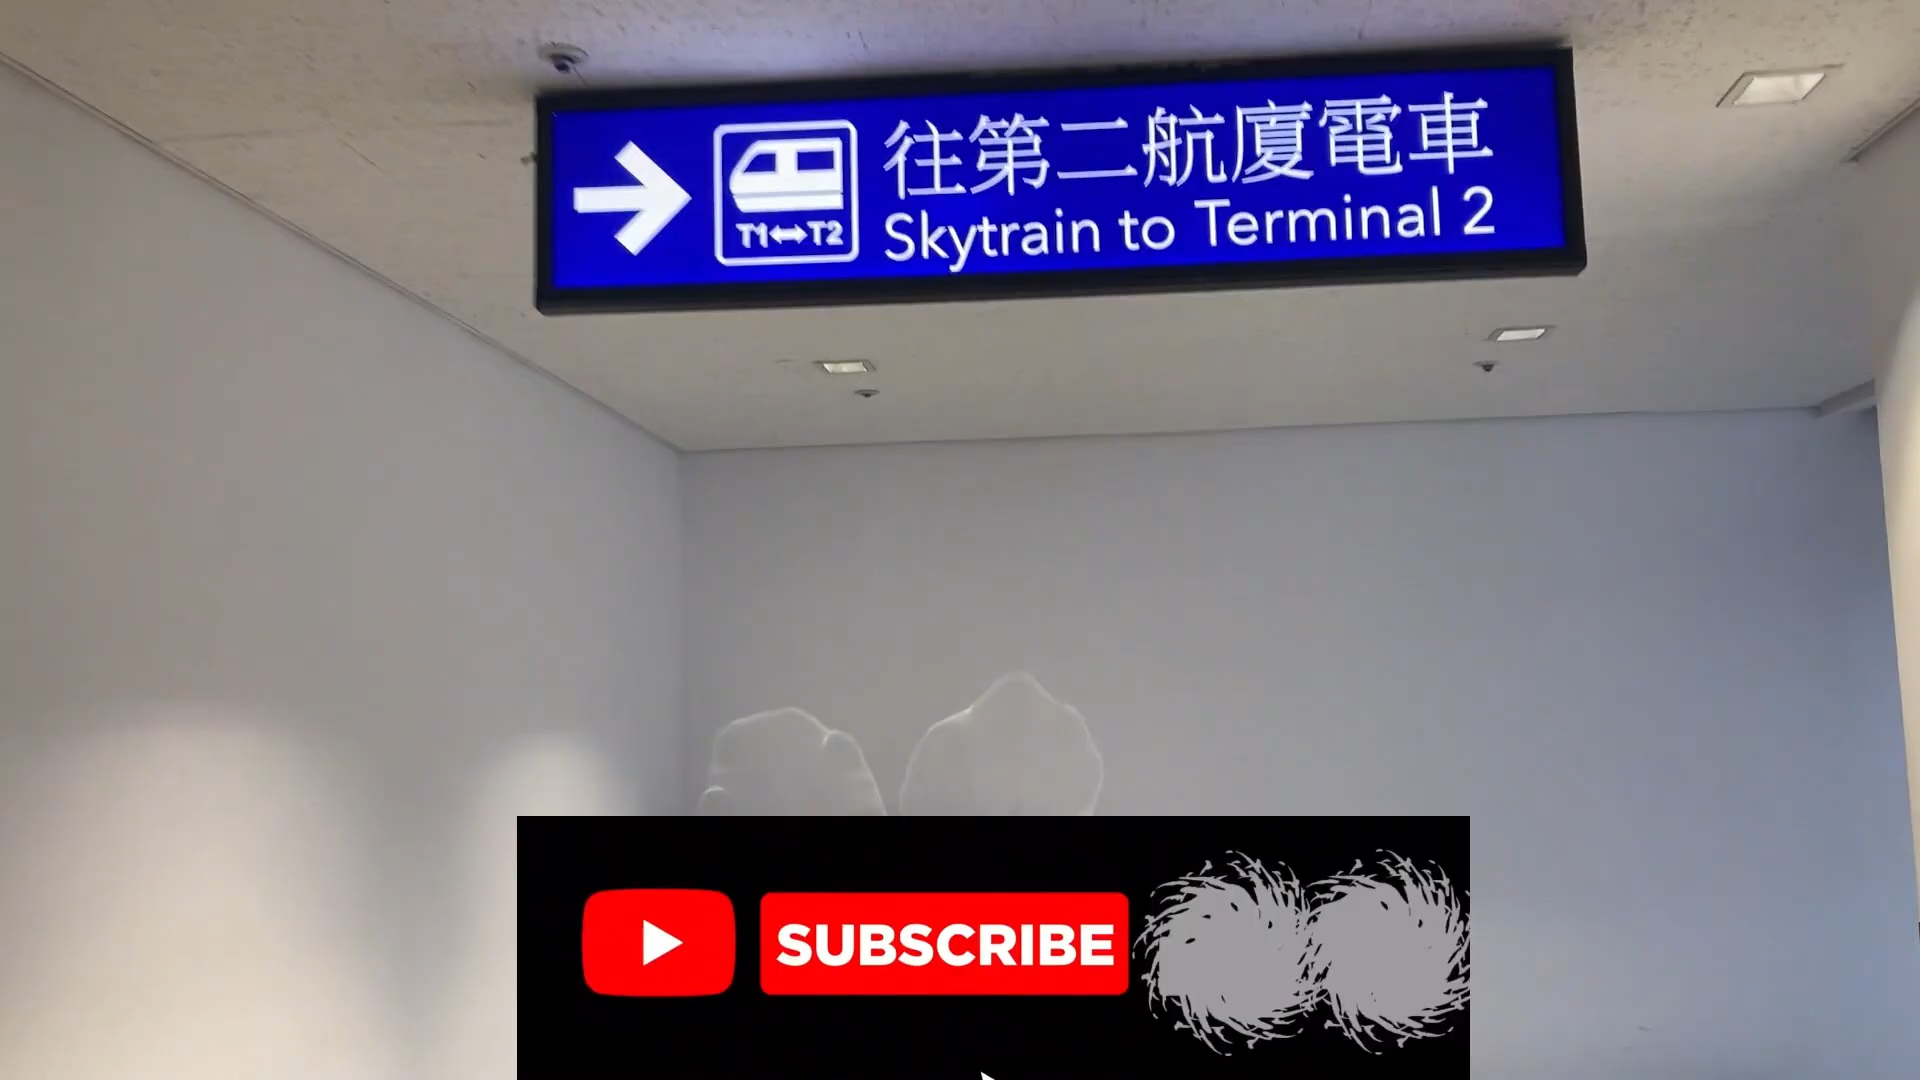 往第二航廈電車
Skytrain to Terminal 2
T1↔T2
SUBSCRIBE